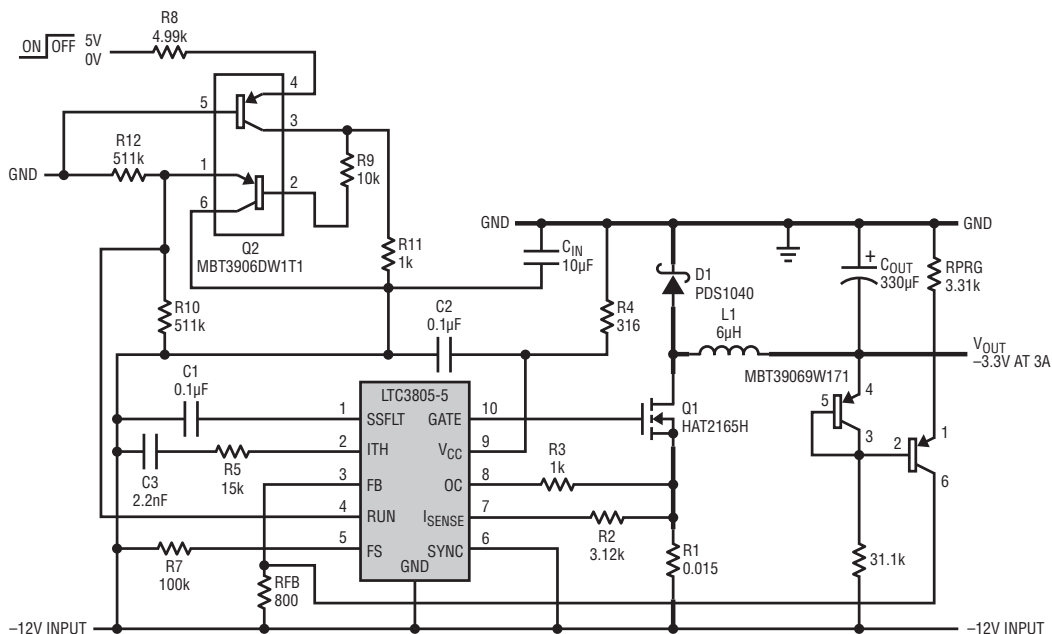 R8
4.99k
ON OFF 5V
0V
4
5
3
R12
511k
GND
1
2
6
R9
10k
Q2
MBT3906DW1T1
R11
1k
R10
511k
GND
GND
CIN
10µF
R4
316
D1
PDS1040
L1
6µH
+
COUT
330µF
RPRG
3.31k
VOUT
–3.3V AT 3A
C2
0.1µF
C1
0.1µF
C3
2.2nF
R5
15k
R7
100k
RFB
800
LTC3805-5
1 SSFLT GATE 10
2 ITH VCC 9
3 FB OC 8
4 RUN ISENSE 7
5 FS SYNC 6
GND
Q1
HAT2165H
R3
1k
R2
3.12k
R1
0.015
MBT39069W171
4
5
3
2
1
6
31.1k
–12V INPUT
–12V INPUT